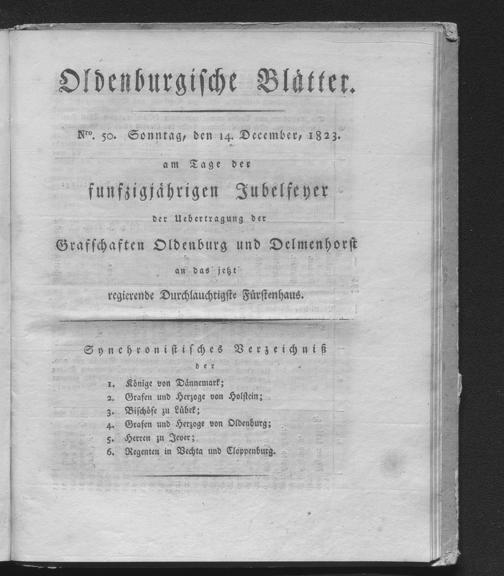 Oldenburgische Blätter.
Nro. 50. Sonntag, den 14. December, 1823.
am Tage der
funfzigjährigen Jubelfeyer
der Uebertragung der
Grafschaften Oldenburg und Delmenhorst
an das jetzt
regierende Durchlauchtigste Fürstenhaus.
Synchronistisches Verzeichniß
der
1. Könige von Dännemark;
2. Grafen und Herzoge von Holstein;
3. Bischöfe zu Lübek;
4. Grafen und Herzoge von Oldenburg;
5. Herren zu Jever;
6. Regenten in Vechta und Cloppenburg.